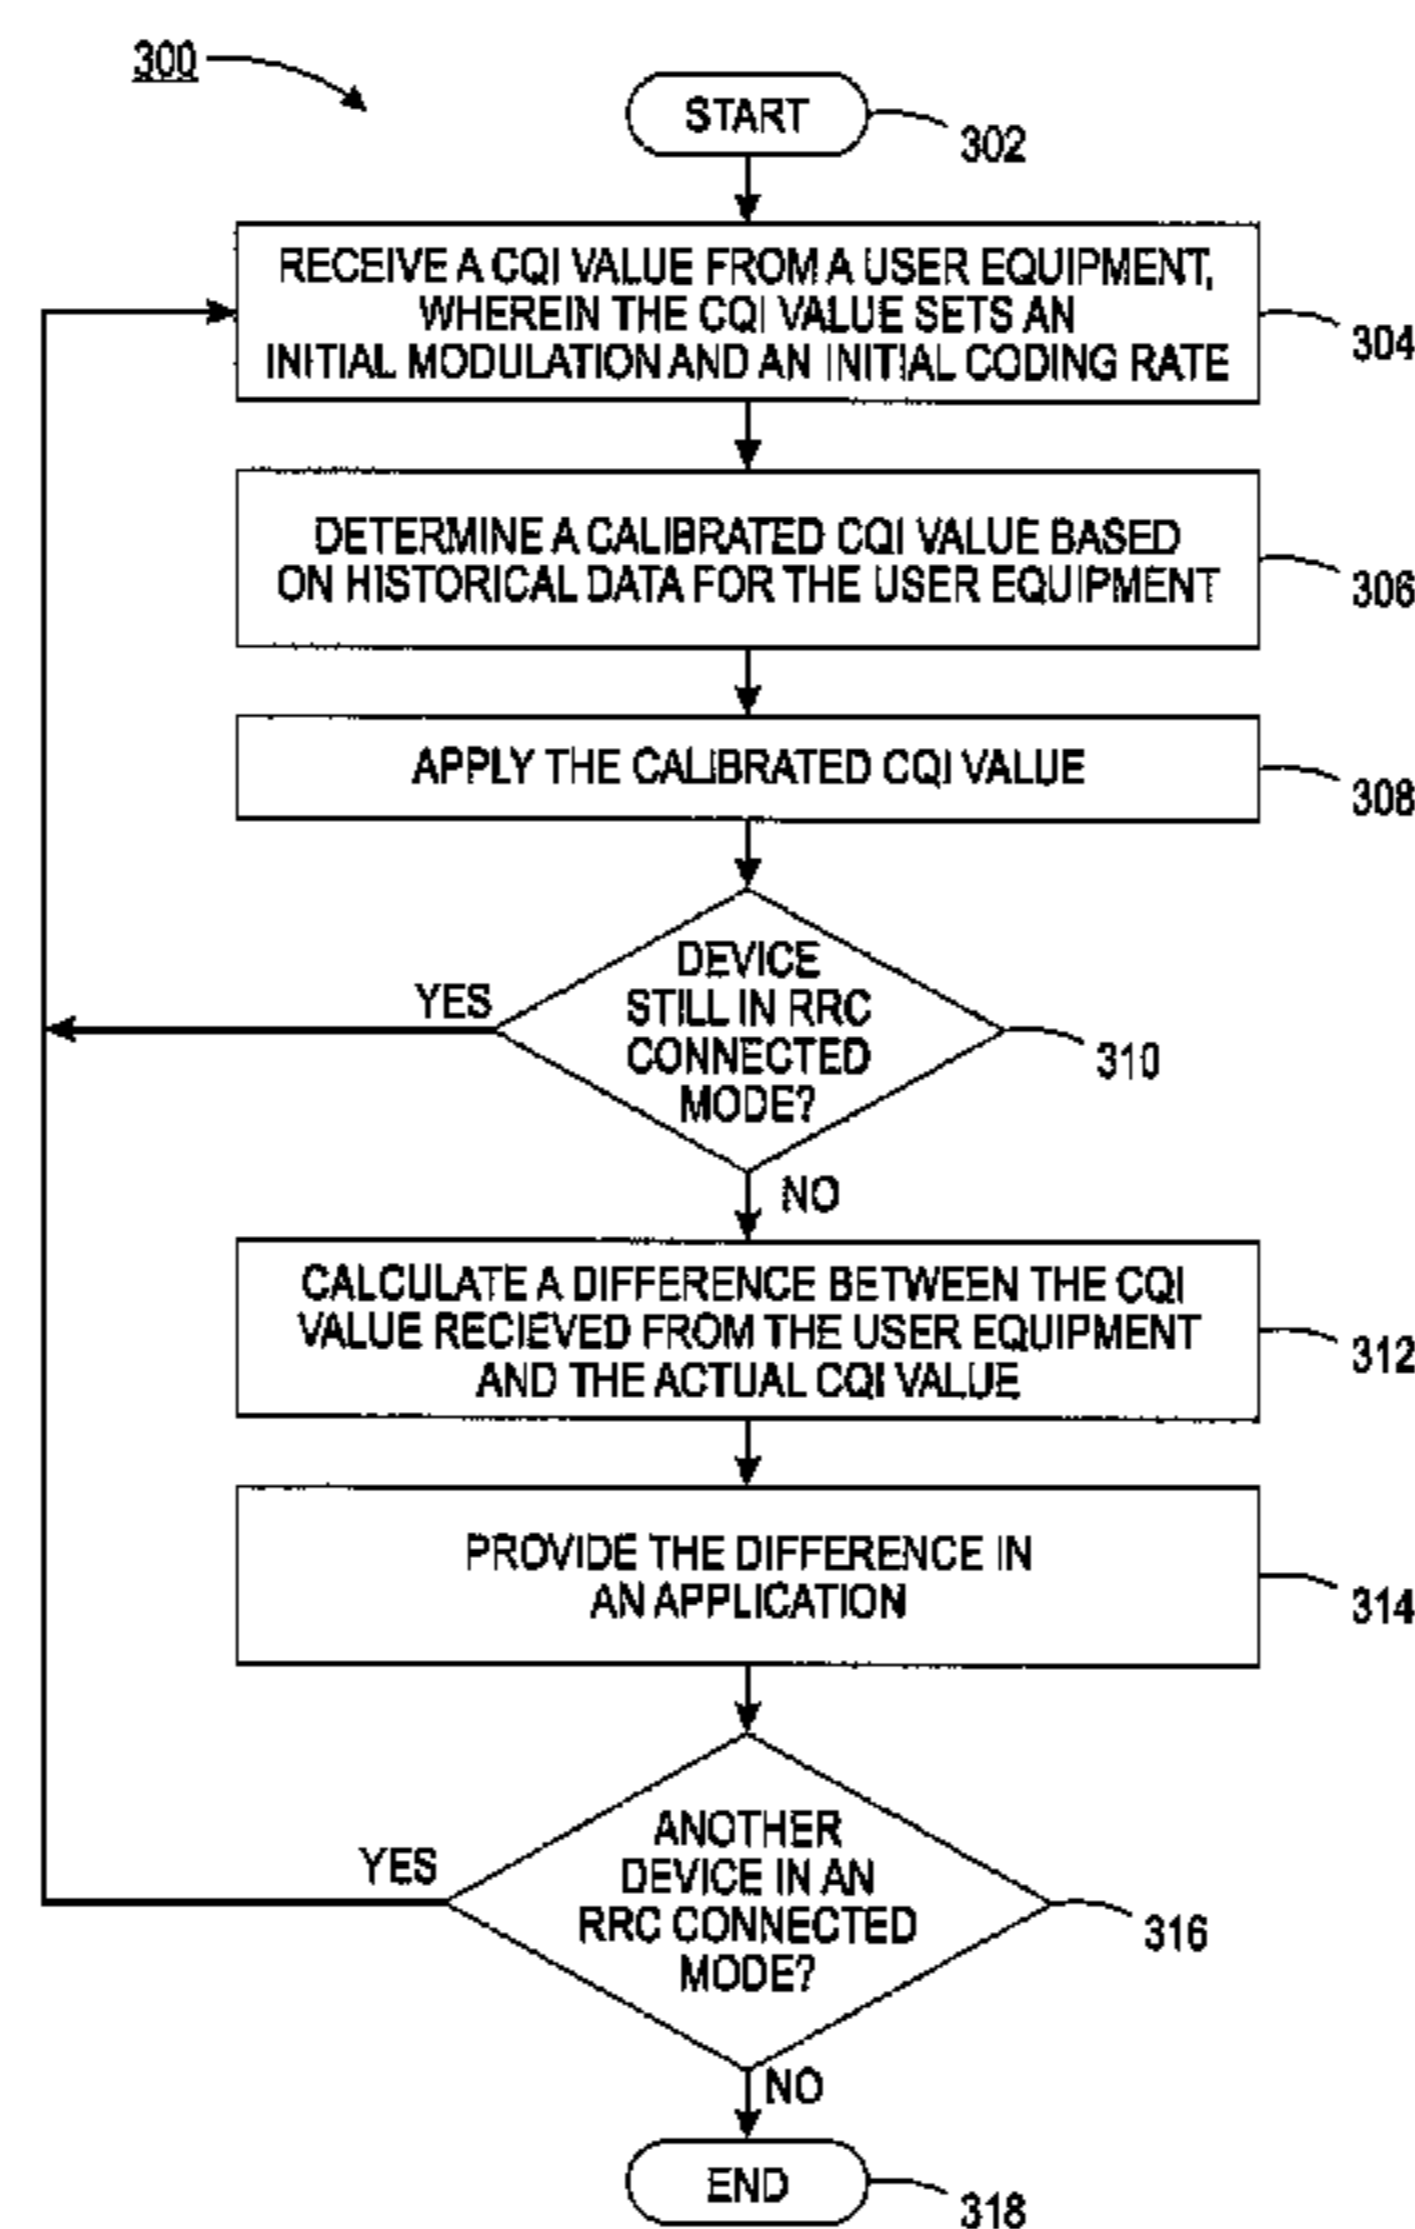 300
START
302
RECEIVE A CQI VALUE FROM A USER EQUIPMENT,
WHEREIN THE CQI VALUE SETS AN
INITIAL MODULATION AND AN INITIAL CODING RATE
304
DETERMINE A CALIBRATED CQI VALUE BASED
ON HISTORICAL DATA FOR THE USER EQUIPMENT
306
APPLY THE CALIBRATED CQI VALUE
308
DEVICE
STILL IN RRC
CONNECTED
MODE?
YES
310
NO
CALCULATE A DIFFERENCE BETWEEN THE CQI
VALUE RECIEVED FROM THE USER EQUIPMENT
AND THE ACTUAL CQI VALUE
312
PROVIDE THE DIFFERENCE IN
AN APPLICATION
314
ANOTHER
DEVICE IN AN
RRC CONNECTED
MODE?
YES
316
NO
END
318